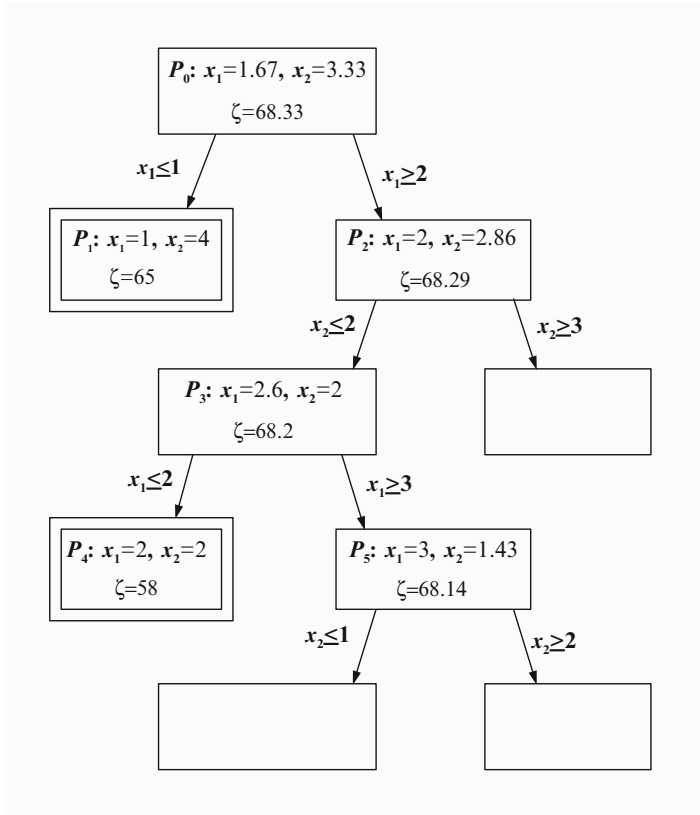 P₀: x₁=1.67, x₂=3.33
ζ=68.33
x₁≤1
x₁≥2
P₁: x₁=1, x₂=4
ζ=65
P₂: x₁=2, x₂=2.86
ζ=68.29
x₂≤2
x₂≥3
P₃: x₁=2.6, x₂=2
ζ=68.2
x₁≤2
x₁≥3
P₄: x₁=2, x₂=2
ζ=58
P₅: x₁=3, x₂=1.43
ζ=68.14
x₂≤1
x₂≥2